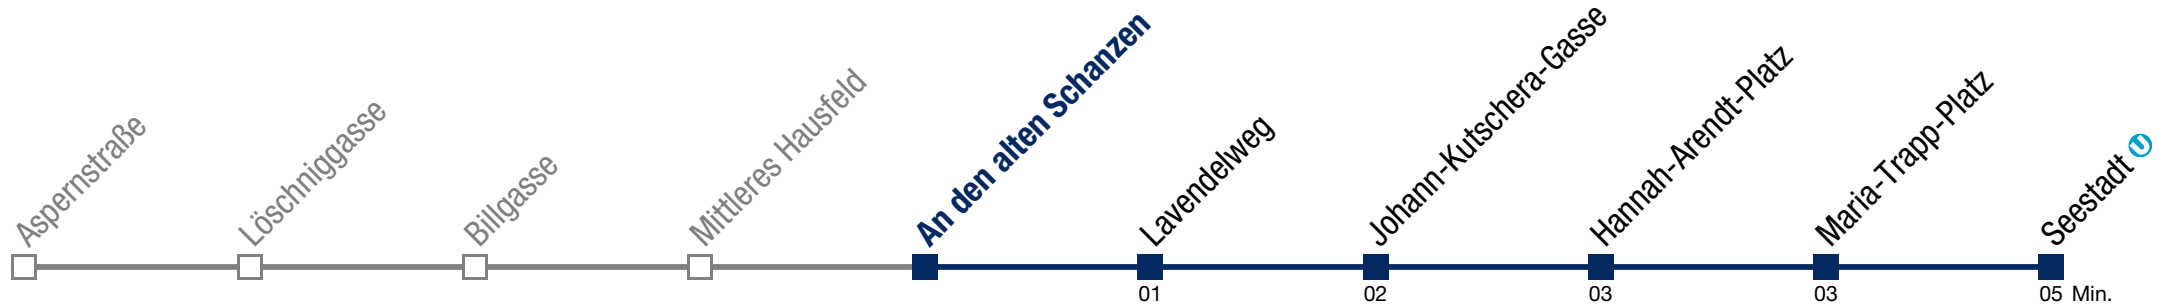 Aspernstraße
Löschniggasse
Billgasse
Mittleres Hausfeld
An den alten Schanzen
Lavendelweg
Johann-Kutschera-Gasse
Hannah-Arendt-Platz
Maria-Trapp-Platz
Seestadt U
01 02 03 03 05 Min.